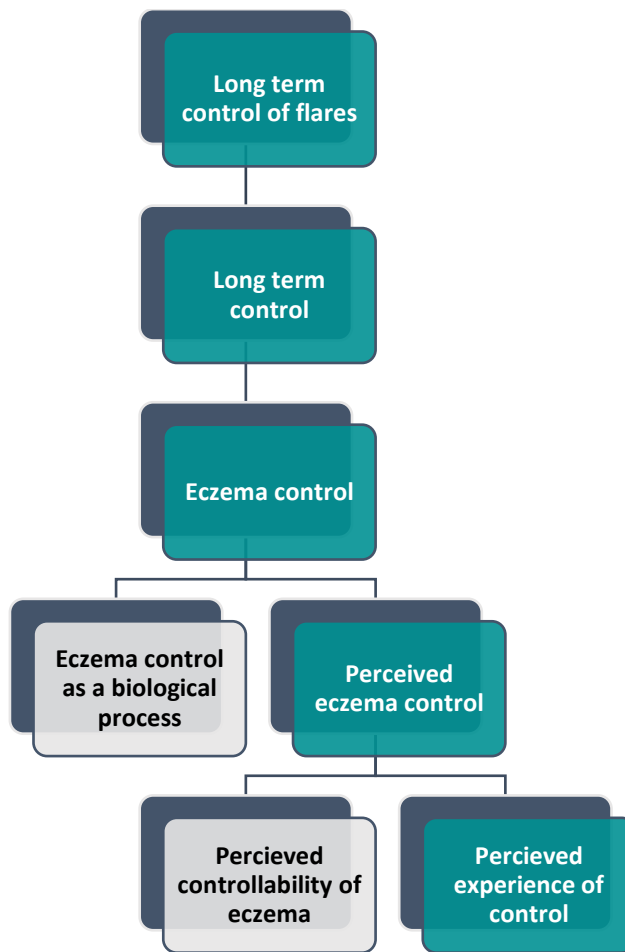 Long term
control of flares
Long term
control
Eczema control
Eczema control
as a biological
process
Perceived
eczema control
Percieved
controllability of
eczema
Percieved
experience of
control